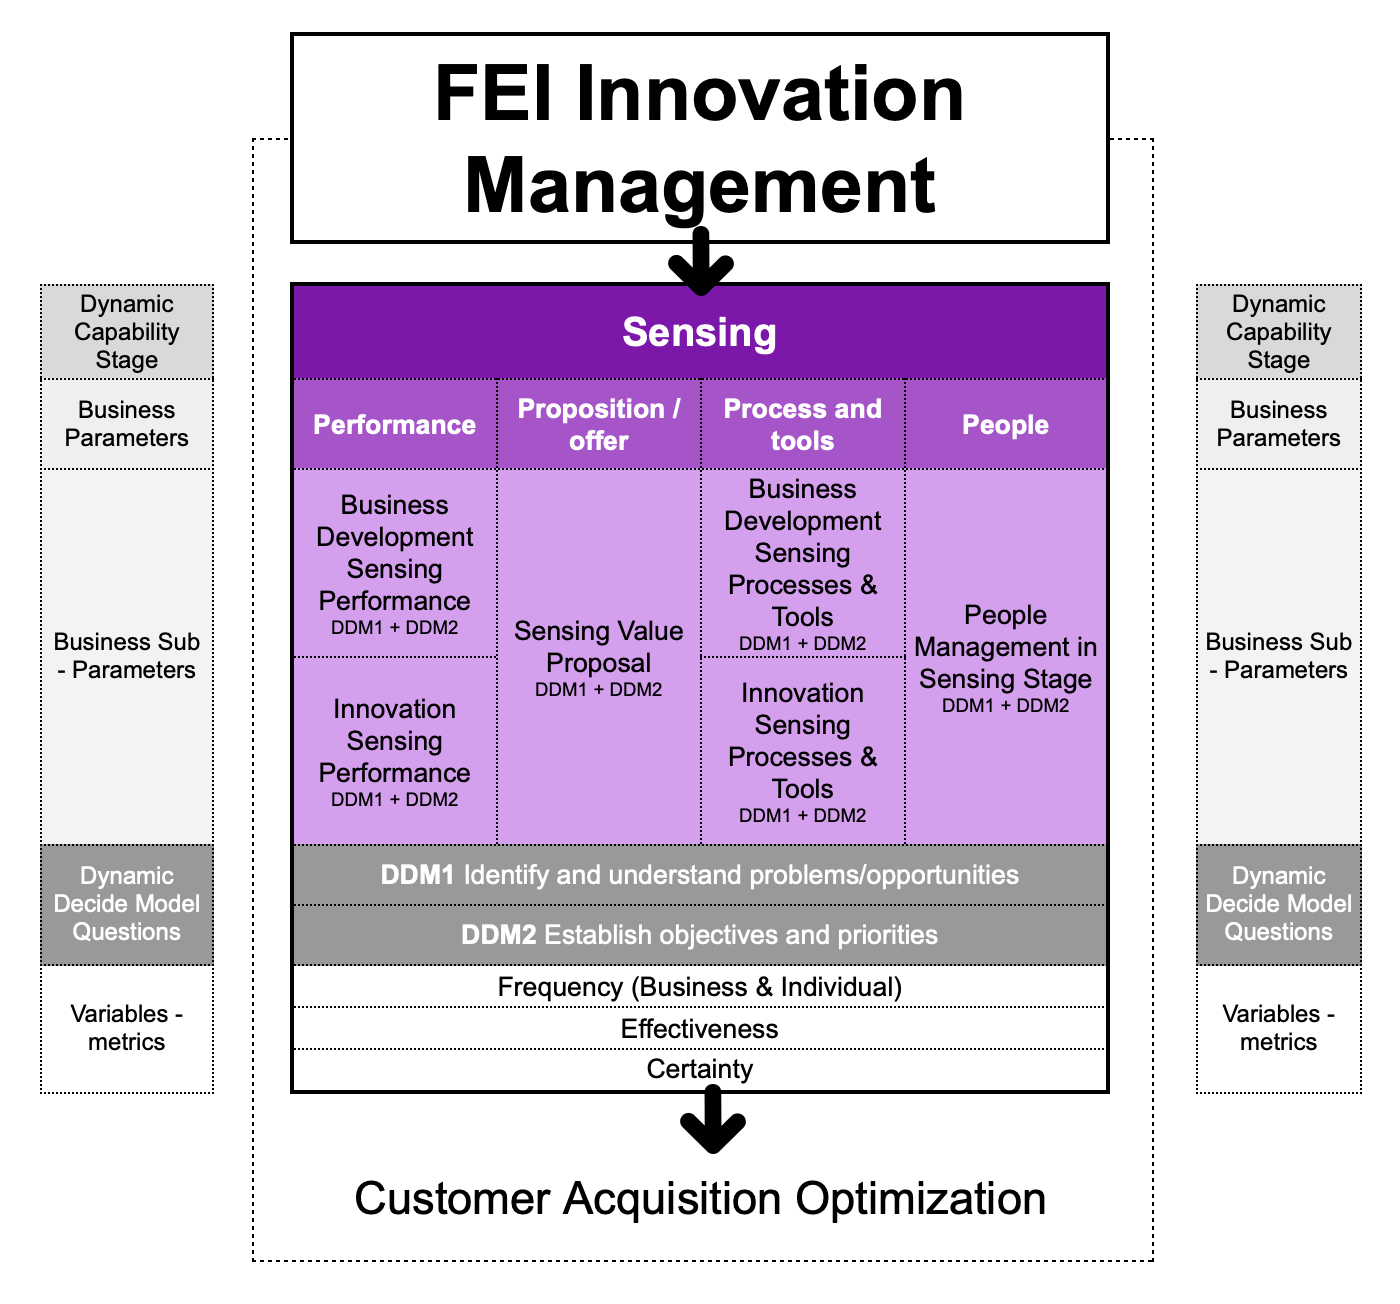 FEI Innovation
Management
Dynamic
Capability
Stage
Business
Parameters
Business Sub
- Parameters
Dynamic
Decide Model
Questions
Variables -
metrics
Sensing
Performance
Proposition /
offer
Process and
tools
People
Business
Development
Sensing
Performance
DDM1 + DDM2
Innovation
Sensing
Performance
DDM1 + DDM2
Sensing Value
Proposal
DDM1 + DDM2
Business
Development
Sensing
Processes &
Tools
DDM1 + DDM2
Innovation
Sensing
Processes &
Tools
DDM1 + DDM2
People
Management in
Sensing Stage
DDM1 + DDM2
DDM1 Identify and understand problems/opportunities
DDM2 Establish objectives and priorities
Frequency (Business & Individual)
Effectiveness
Certainty
Dynamic
Capability
Stage
Business
Parameters
Business Sub
- Parameters
Dynamic
Decide Model
Questions
Variables -
metrics
Customer Acquisition Optimization